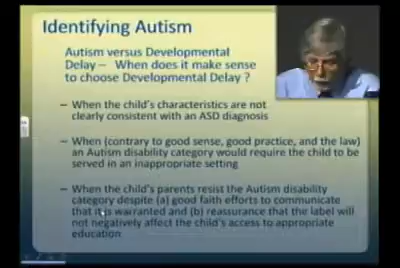 Identifying Autism
Autism versus Developmental
Delay – When does it make sense
to choose Developmental Delay ?
– When the child's characteristics are not
clearly consistent with an ASD diagnosis
– When (contrary to good sense, good practice, and the law)
an Autism disability category would require the child to be
served in an inappropriate setting
– When the child's parents resist the Autism disability
category despite (a) good faith efforts to communicate
that it is warranted and (b) reassurance that the label will
not negatively affect the child's access to appropriate
education